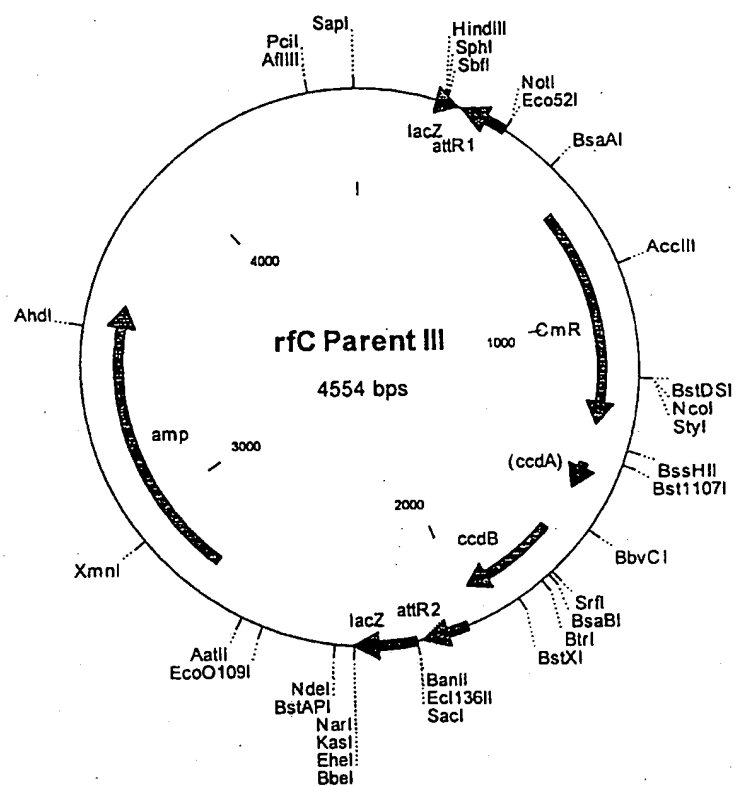 SapI
PciI
AflIII
HindIII
SphI
SbfI
NotI
Eco52I
lacZ
attR1
BsaAI
4000
AccIII
AhdI
rfC Parent III
1000
CmR
4554 bps
BstDSI
NcoI
StyI
amp
3000
(ccdA)
BssHII
Bst1107I
2000
ccdB
BbvCI
XmnI
SrfI
BsaBI
BtrI
BstXI
lacZ
attR2
AatII
EcoO109I
NdeI
BstAPI
NarI
KasI
EheI
BbeI
BanII
Ecl136II
SacI